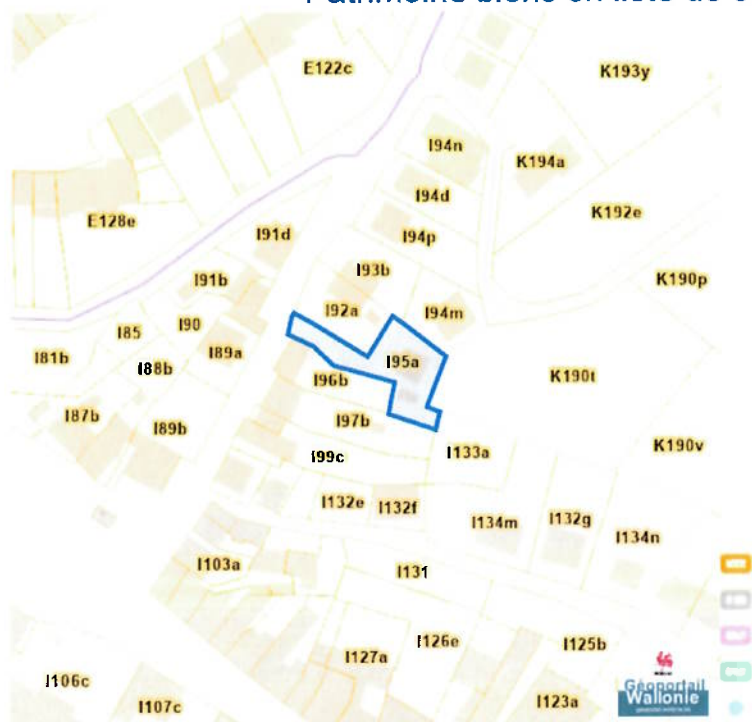 E122c
K193y
I94n
K194a
I94d
K192e
E128e
I94p
I91d
I93b
I91b
K190p
I92a
I94m
I90
I85
I89a
I81b
I88b
I95a
I96b
K190t
I87b
I97b
I89b
K190v
I99c
I133a
I132e
I132f
I134m
I132g
I134n
I103a
I131
I126e
I125b
I127a
I106c
I107c
I123a
Géoportail
Wallonie